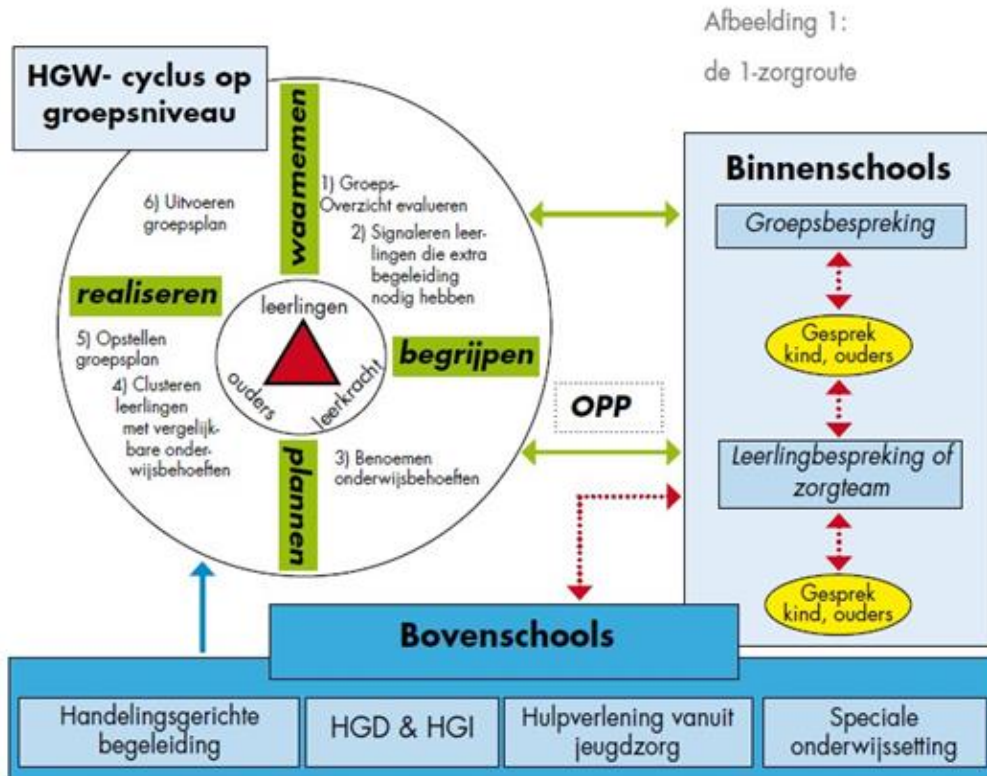 Afbeelding 1:
de 1-zorgroute
HGW- cyclus op
groepsniveau
waarnemen
1) Groeps-
Overzicht evalueren
2) Signaleren leer-
lingen die extra
begeleiding
nodig hebben
begrijpen
3) Benoemen
onderwijsbehoeften
plannen
4) Clusteren
leerlingen
met vergelijk-
bare onder-
wijsbehoeften
5) Opstellen
groepsplan
realiseren
6) Uitvoeren
groepsplan
leerlingen
ouders
leerkracht
OPP
Binnenschools
Groepsbespreking
Gesprek
kind, ouders
Leerlingbespreking of
zorgteam
Gesprek
kind, ouders
Bovenschools
Handelingsgerichte
begeleiding
HGD & HGI
Hulpverlening vanuit
jeugdzorg
Speciale
onderwijssetting